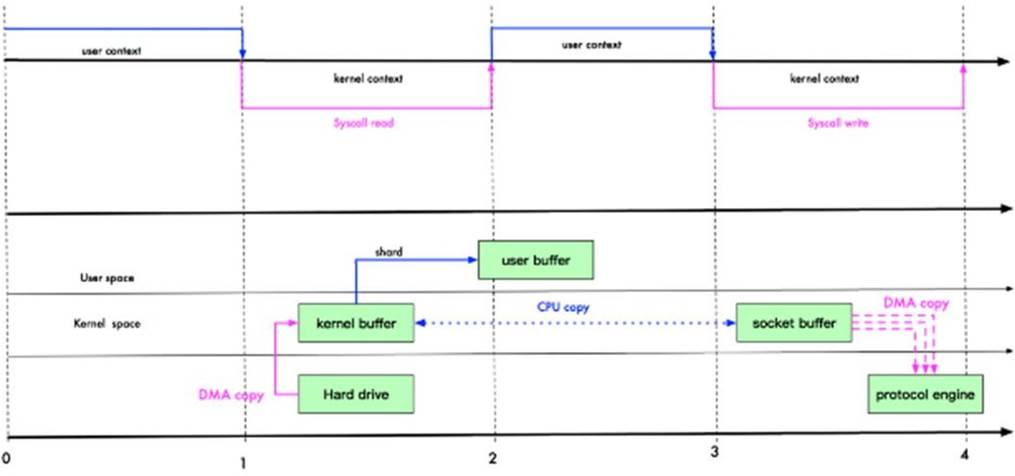 user context
user context
kernel context
kernel context
Syscall read
Syscall write
shard
user buffer
User space
CPU copy
DMA copy
Kernel space
kernel buffer
socket buffer
DMA copy
Hard drive
protocol engine
0
1
2
3
4